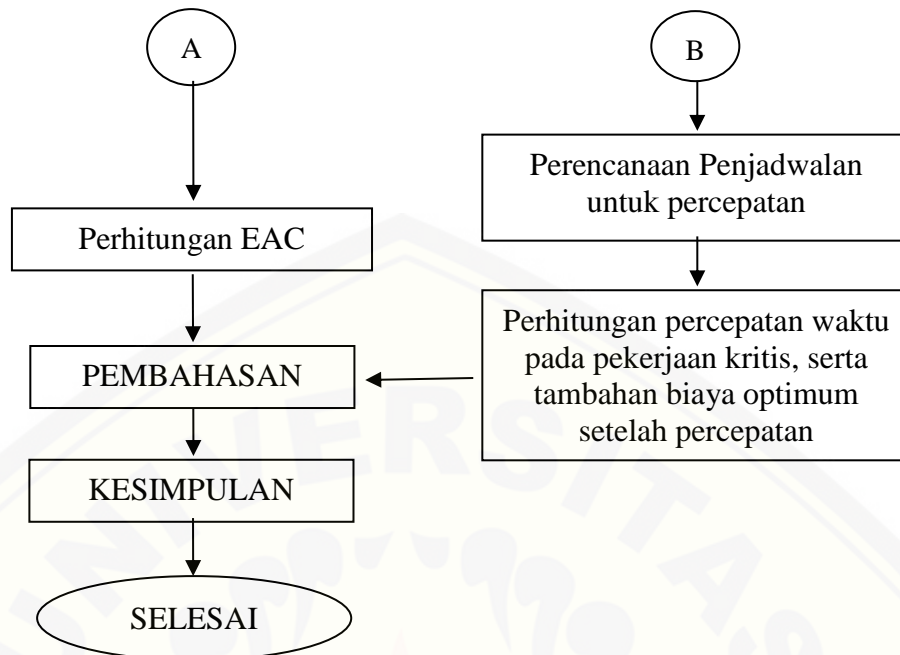 A
B
Perencanaan Penjadwalan
untuk percepatan
Perhitungan EAC
Perhitungan percepatan waktu
pada pekerjaan kritis, serta
tambahan biaya optimum
setelah percepatan
PEMBAHASAN
KESIMPULAN
SELESAI
UNIVERSITAS